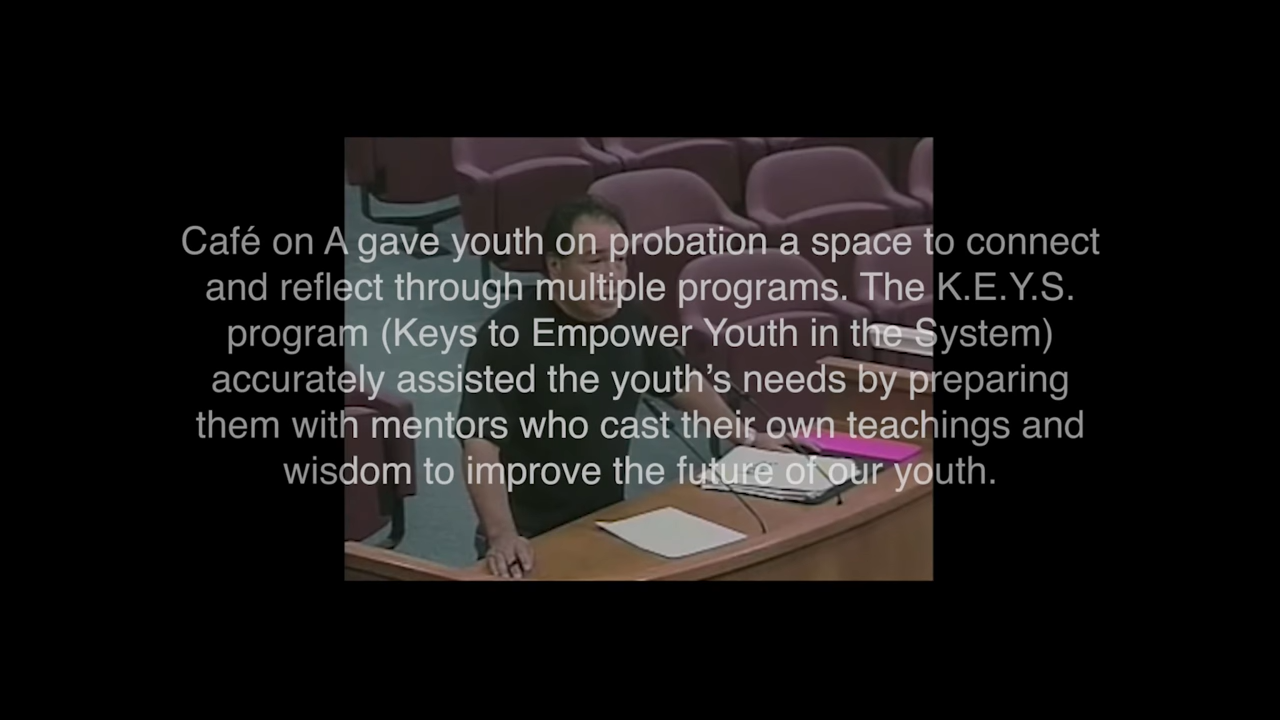 Café on A gave youth on probation a space to connect
and reflect through multiple programs. The K.E.Y.S.
program (Keys to Empower Youth in the System)
accurately assisted the youth’s needs by preparing
them with mentors who cast their own teachings and
wisdom to improve the future of our youth.